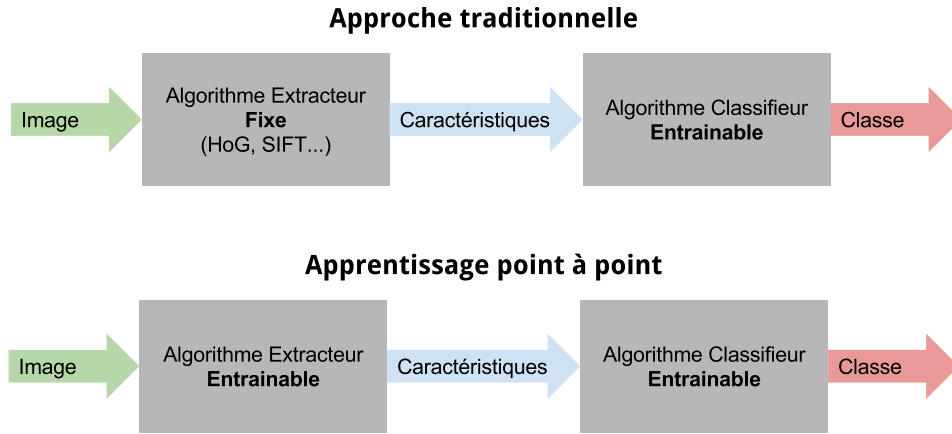 Approche traditionnelle
Image
Algorithme Extracteur
Fixe
(HoG, SIFT...)
Caractéristiques
Algorithme Classifieur
Entrainable
Classe
Apprentissage point à point
Image
Algorithme Extracteur
Entrainable
Caractéristiques
Algorithme Classifieur
Entrainable
Classe